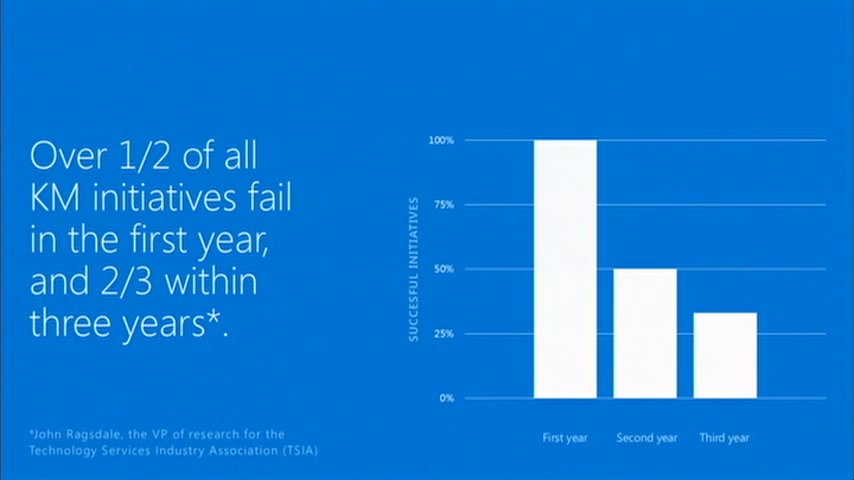 Over 1/2 of all
KM initiatives fail
in the first year,
and 2/3 within
three years*.
*John Ragsdale, the VP of research for the
Technology Services Industry Association (TSIA)
SUCCESFUL INITIATIVES
100%
75%
50%
25%
0%
First year
Second year
Third year